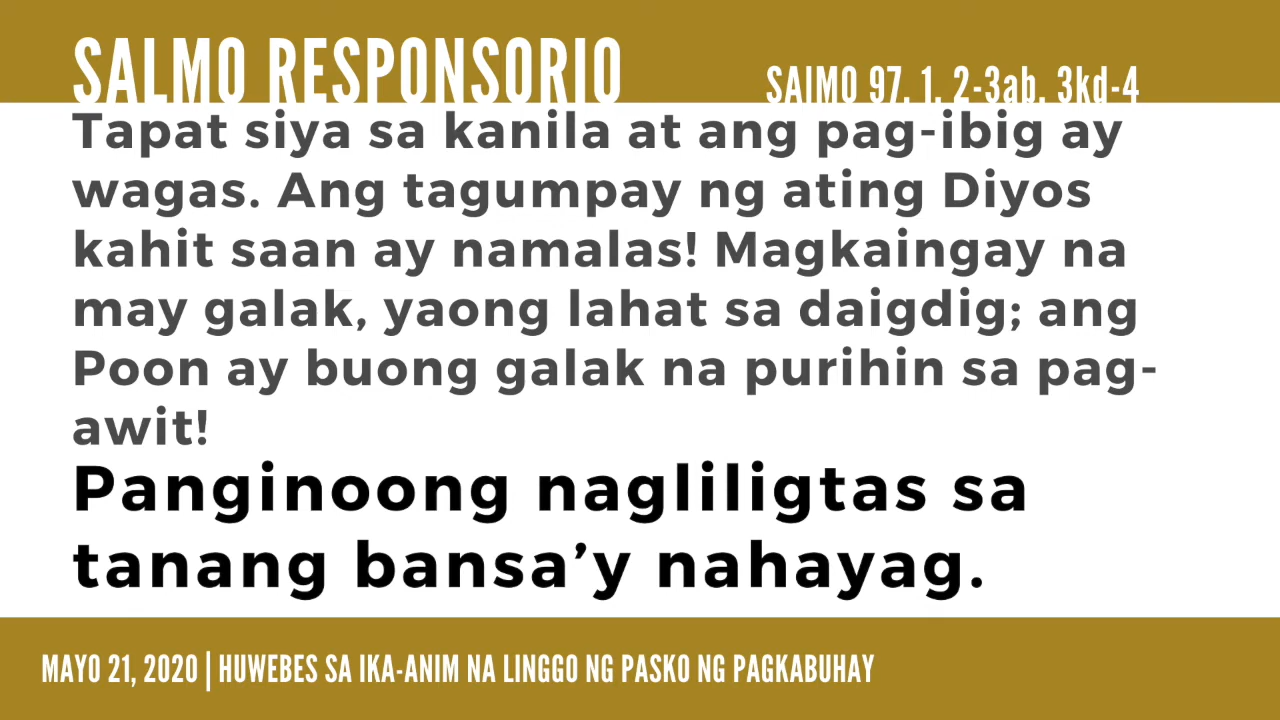 SALMO RESPONSORIO
SALMO 97, 1, 2-3ab, 3kd-4
Tapat siya sa kanila at ang pag-ibig ay
wagas. Ang tagumpay ng ating Diyos
kahit saan ay namalas! Magkaingay na
may galak, yaong lahat sa daigdig; ang
Poon ay buong galak na purihin sa pag-
awit!
Panginoong nagliligtas sa
tanang bansa’y nahayag.
MAYO 21, 2020 | HUWEBES SA IKA-ANIM NA LINGGO NG PASKO NG PAGKABUHAY